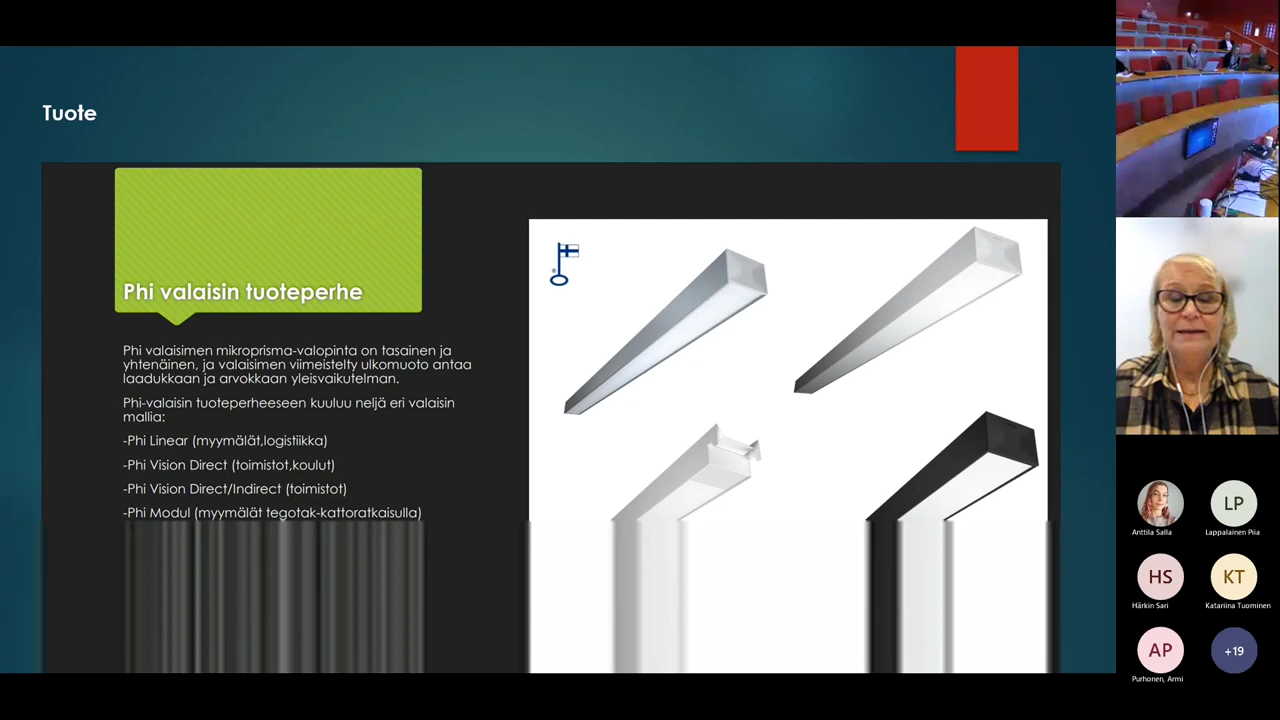 Tuote
Phi valaisin tuoteperhe
Phi valaisimen mikroprisma-valopinta on tasainen ja
yhtenäinen, ja valaisimen viimeistelty ulkomuoto antaa
laadukkaan ja arvokkaan yleisvaikutelman.
Phi-valaisin tuoteperheeseen kuuluu neljä eri valaisin
mallia:
-Phi Linear (myymälät,logistiikka)
-Phi Vision Direct (toimistot,koulut)
-Phi Vision Direct/Indirect (toimistot)
-Phi Modul (myymälät tegotak-kattoratkaisulla)
Anttila Salla
LP
Lappalainen Piia
HS
Härkin Sari
KT
Katariina Tuominen
AP
Purhonen, Armi
+19